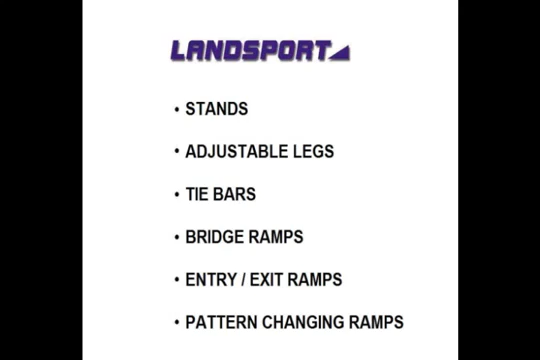 LANDSPORT
• STANDS
• ADJUSTABLE LEGS
• TIE BARS
• BRIDGE RAMPS
• ENTRY / EXIT RAMPS
• PATTERN CHANGING RAMPS